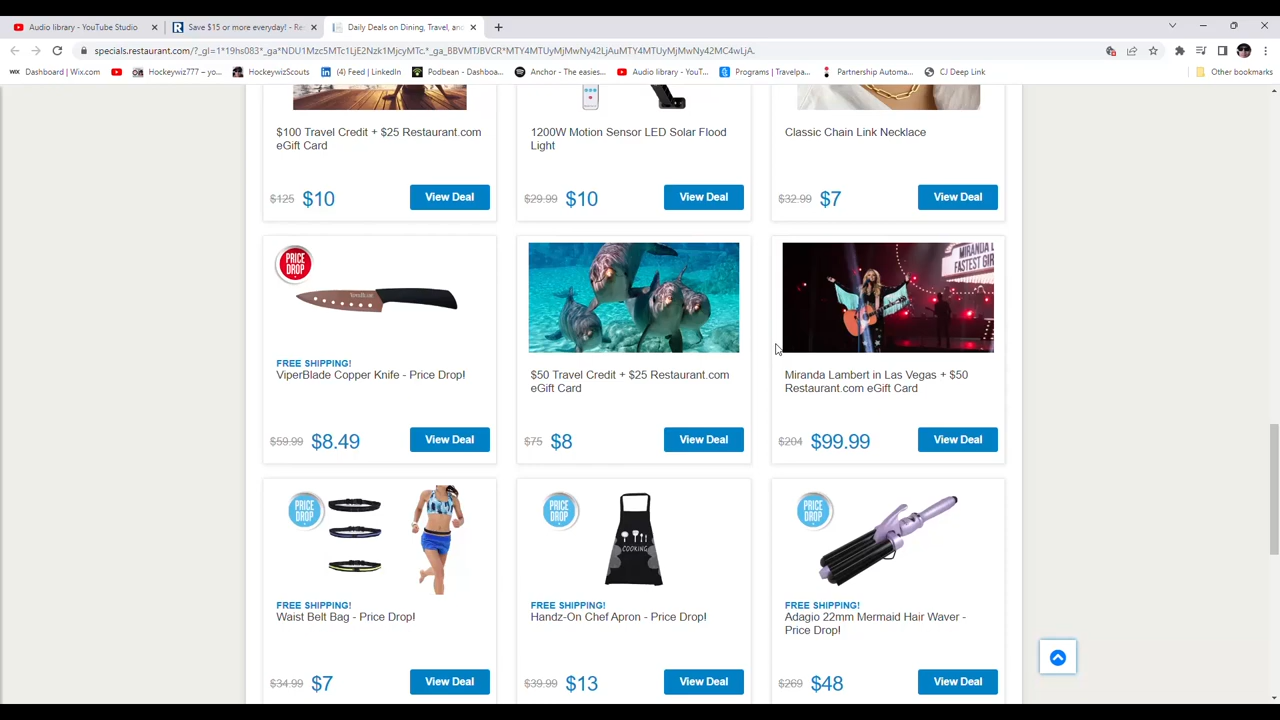 Audio library - YouTube Studio
Save $15 or more everyday! - Re
Daily Deals on Dining, Travel, and
specials.restaurant.com/?_gl=1*19hs083*_ga*NDU1Mzc5MTc1LjE2Nzk1MjcyMTc.*_ga_BBVMTJBVCR*MTY4MTUyMjMwNy42LjAuMTY4MTUyMjMwNy42MC4wLjA.
Dashboard | Wix.com
Hockeywiz777 – yo...
HockeywizScouts
(4) Feed | LinkedIn
Podbean - Dashboa...
Anchor - The easies...
Audio library - YouT...
Programs | Travelpa...
Partnership Automa...
CJ Deep Link
Other bookmarks
$100 Travel Credit + $25 Restaurant.com
eGift Card
$125 $10 View Deal
1200W Motion Sensor LED Solar Flood
Light
$29.99 $10 View Deal
Classic Chain Link Necklace
$32.99 $7 View Deal
PRICE
DROP
FREE SHIPPING!
ViperBlade Copper Knife - Price Drop!
$59.99 $8.49 View Deal
$50 Travel Credit + $25 Restaurant.com
eGift Card
$75 $8 View Deal
MIRANDA L
FASTEST GIR
Miranda Lambert in Las Vegas + $50
Restaurant.com eGift Card
$204 $99.99 View Deal
PRICE
DROP
FREE SHIPPING!
Waist Belt Bag - Price Drop!
$34.99 $7 View Deal
PRICE
DROP
COOKING
FREE SHIPPING!
Handz-On Chef Apron - Price Drop!
$39.99 $13 View Deal
PRICE
DROP
FREE SHIPPING!
Adagio 22mm Mermaid Hair Waver -
Price Drop!
$269 $48 View Deal